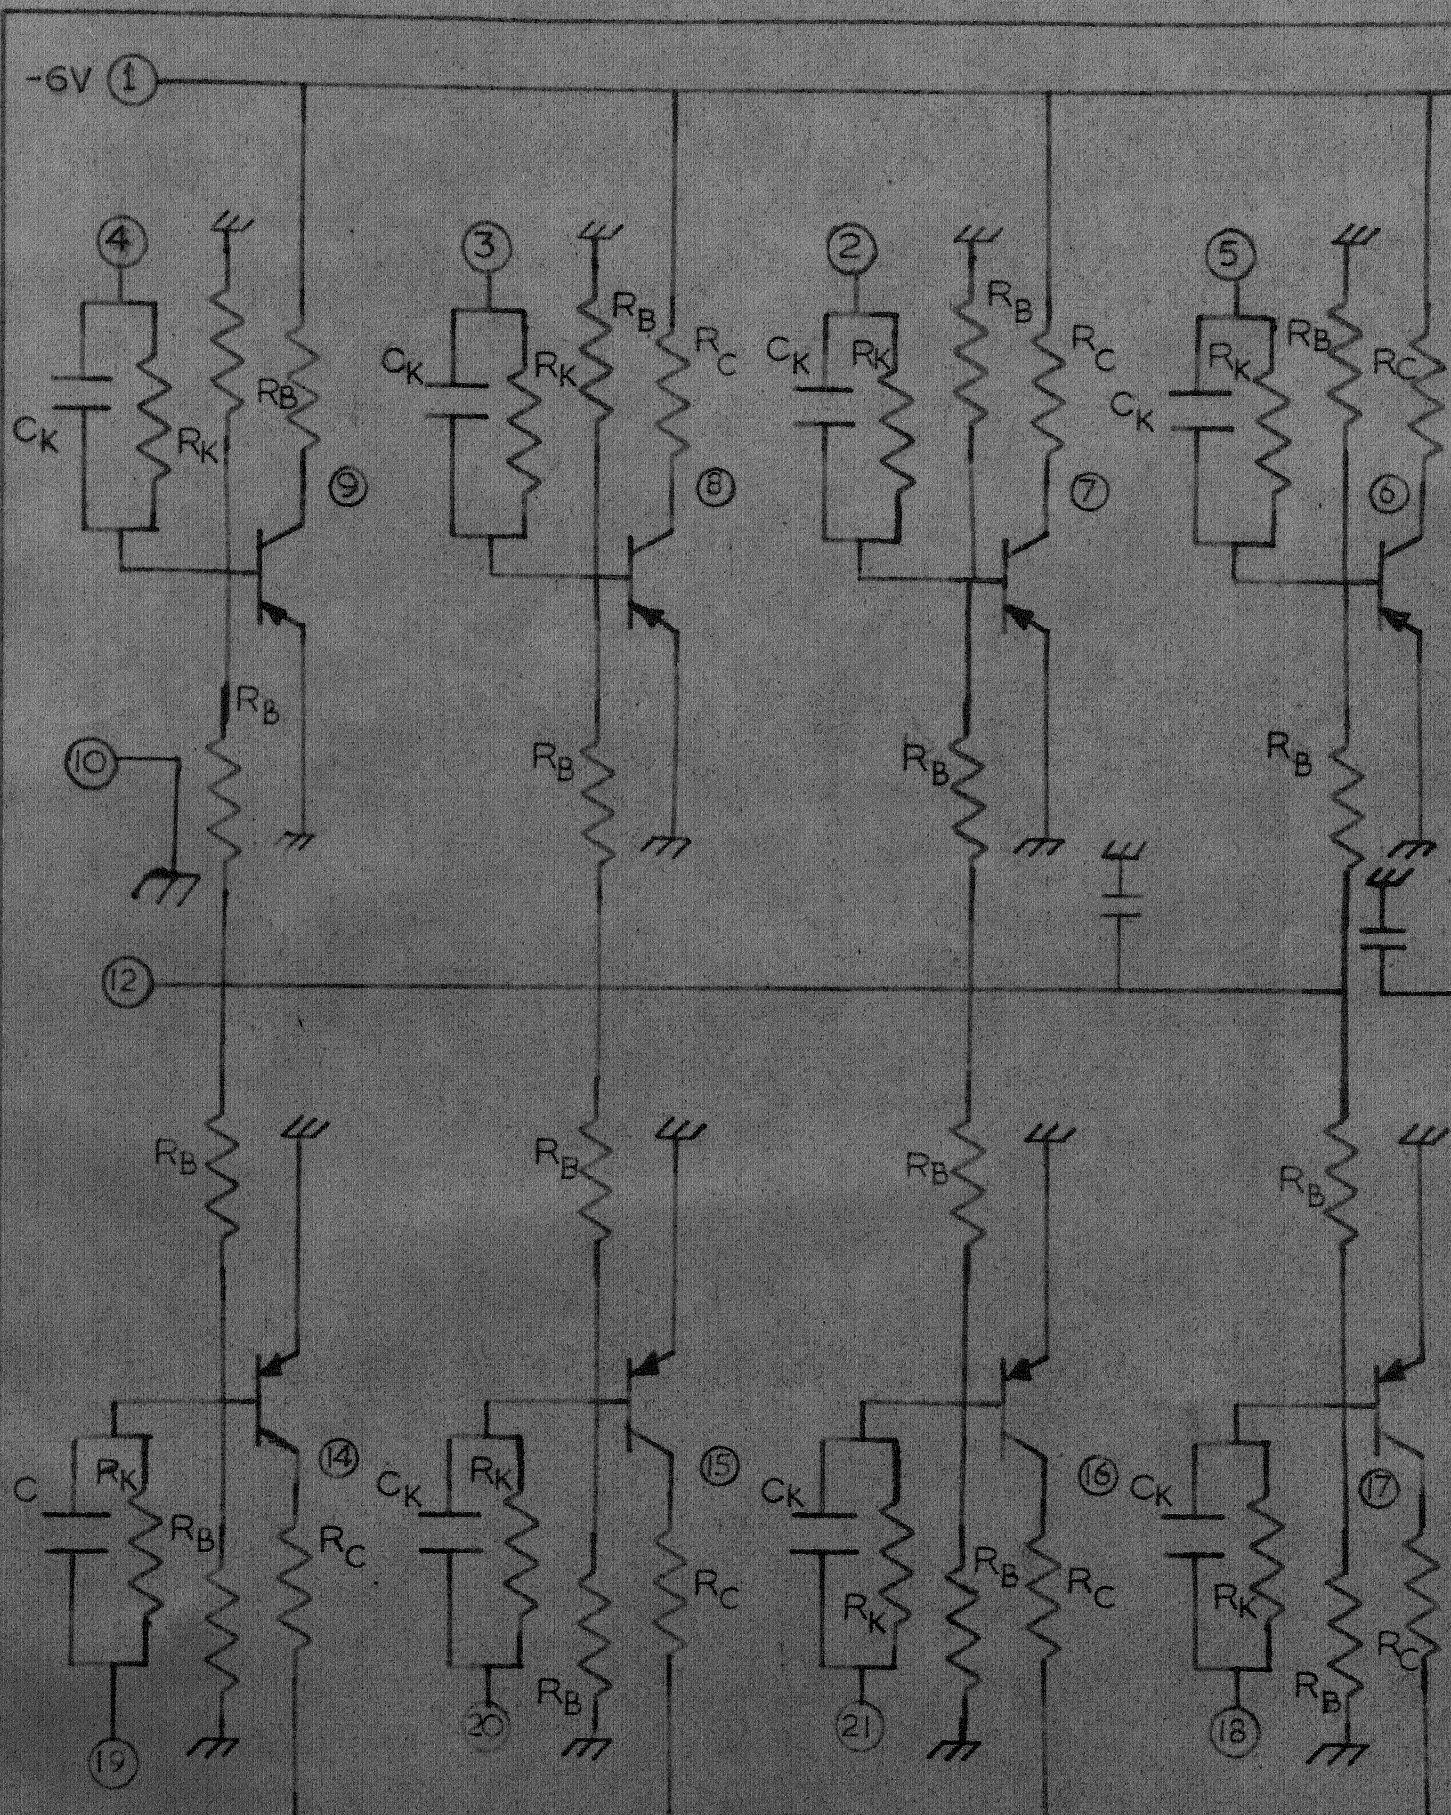 -6V 1
4 3 2 5
RB RB
RB RC RC RC
CK RK CK RK RK RB
CK RK CK
RB
9 8 7 6
RB
10 RB RB RB
12
RB RB RB RB
14 15 16 17
C RK CK RK CK CK
RB RC RB
RC RC
RK RK
RC
RB RB
19 20 21 18